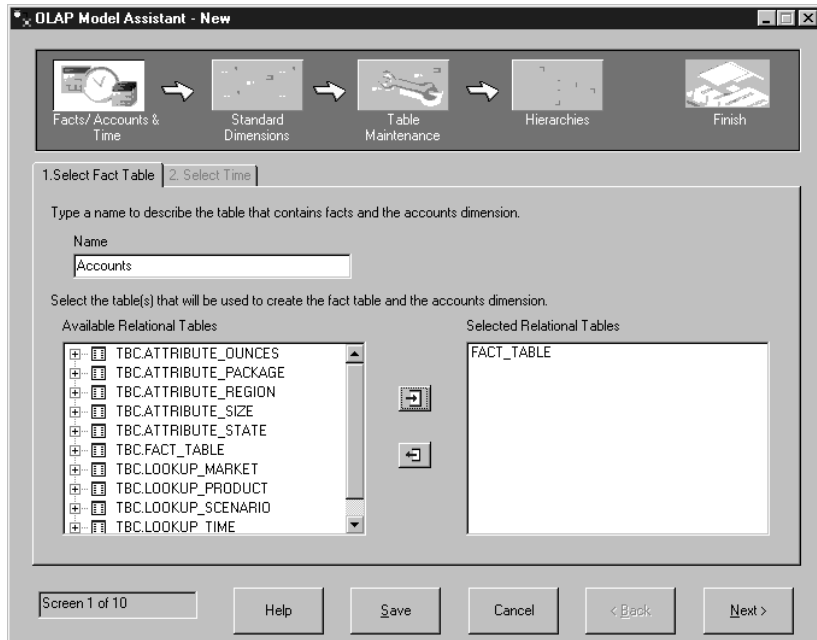 OLAP Model Assistant - New
Facts/Accounts &
Time
Standard
Dimensions
Table
Maintenance
Hierarchies
Finish
1.Select Fact Table
2. Select Time
Type a name to describe the table that contains facts and the accounts dimension.
Name
Accounts
Select the table(s) that will be used to create the fact table and the accounts dimension.
Available Relational Tables
TBC.ATTRIBUTE_OUNCES
TBC.ATTRIBUTE_PACKAGE
TBC.ATTRIBUTE_REGION
TBC.ATTRIBUTE_SIZE
TBC.ATTRIBUTE_STATE
TBC.FACT_TABLE
TBC.LOOKUP_MARKET
TBC.LOOKUP_PRODUCT
TBC.LOOKUP_SCENARIO
TBC.LOOKUP_TIME
Selected Relational Tables
FACT_TABLE
Screen 1 of 10
Help
Save
Cancel
< Back
Next >